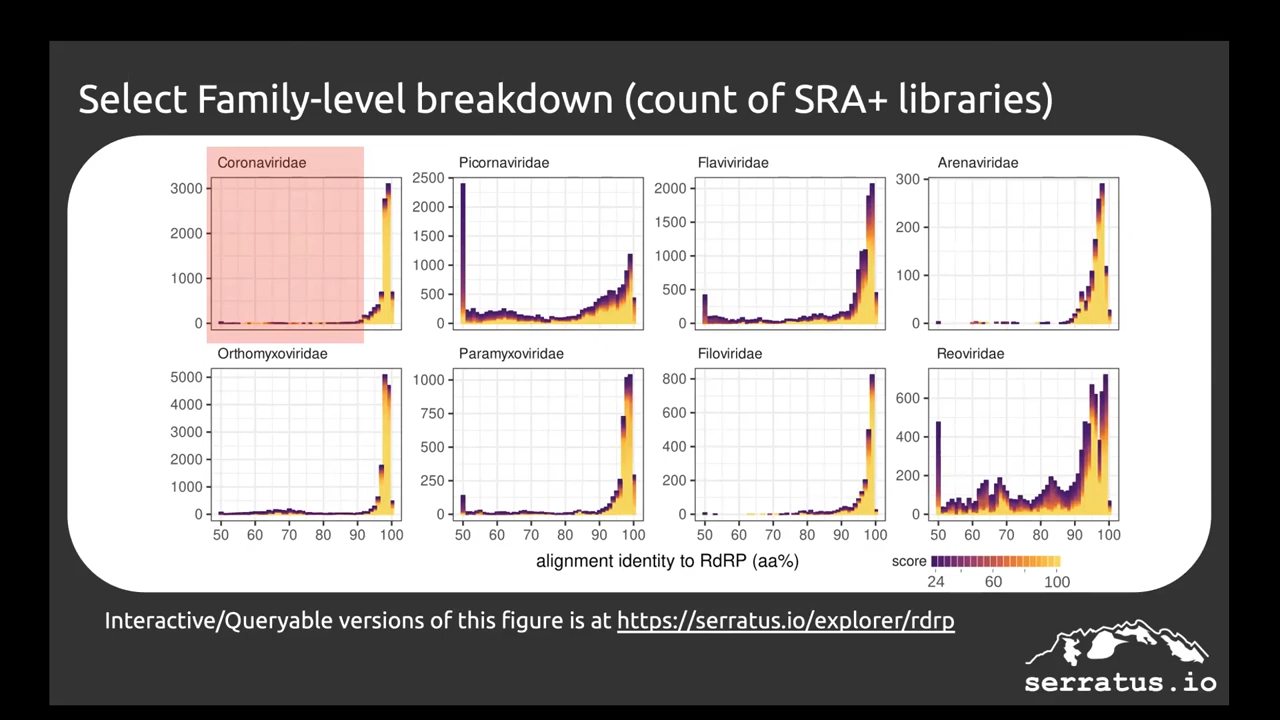 Select Family-level breakdown (count of SRA+ libraries)
Coronaviridae
3000
2000
1000
0
Picornaviridae
2500
2000
1500
1000
500
0
Flaviviridae
2000
1500
1000
500
0
Arenaviridae
300
200
100
0
Orthomyxoviridae
5000
4000
3000
2000
1000
0
50 60 70 80 90 100
Paramyxoviridae
1000
750
500
250
0
50 60 70 80 90 100
Filoviridae
800
600
400
200
0
50 60 70 80 90 100
Reoviridae
600
400
200
0
50 60 70 80 90 100
alignment identity to RdRP (aa%)
score
24 60 100
Interactive/Queryable versions of this figure is at https://serratus.io/explorer/rdrp
serratus.io